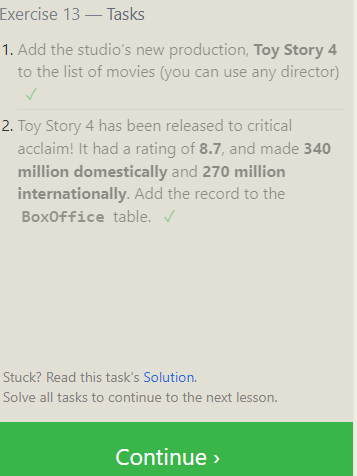 Exercise 13 — Tasks
1. Add the studio's new production, Toy Story 4
to the list of movies (you can use any director)
✓
2. Toy Story 4 has been released to critical
acclaim! It had a rating of 8.7, and made 340
million domestically and 270 million
internationally. Add the record to the
BoxOffice table. ✓
Stuck? Read this task's Solution.
Solve all tasks to continue to the next lesson.
Continue ›